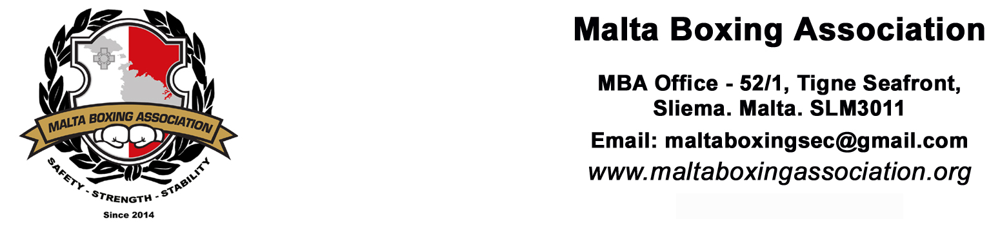 MALTA BOXING ASSOCIATION
SAFETY - STRENGTH - STABILITY
Since 2014
Malta Boxing Association
MBA Office - 52/1, Tigne Seafront,
Sliema. Malta. SLM3011
Email: maltaboxingsec@gmail.com
www.maltaboxingassociation.org